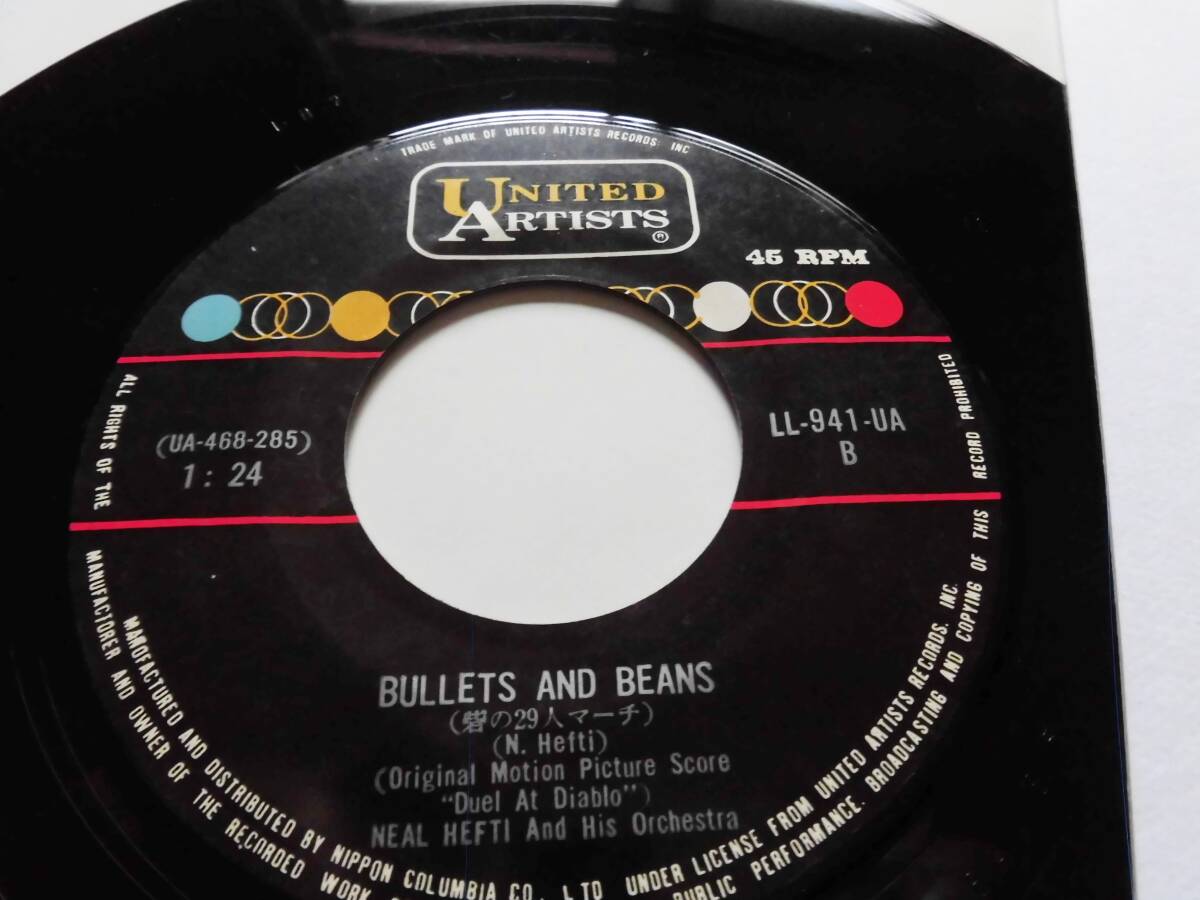 TRADE MARK OF UNITED ARTISTS RECORDS, INC
UNITED
ARTISTS
®
45 RPM
(UA-468-285)
1:24
LL-941-UA
B
BULLETS AND BEANS
(砦の29人マーチ)
(N. Hefti)
(Original Motion Picture Score
"Duel At Diablo")
NEAL HEFTI And His Orchestra
MANUFACTURED AND DISTRIBUTED BY NIPPON COLUMBIA CO., LTD UNDER LICENSE FROM UNITED ARTISTS RECORDS, INC.
ALL RIGHTS OF THE MANUFACTORER AND OWNER OF THE RECORDED WORK
PUBLIC PERFORMANCE, BROADCASTING AND COPYING OF THIS RECORD PROHIBITED